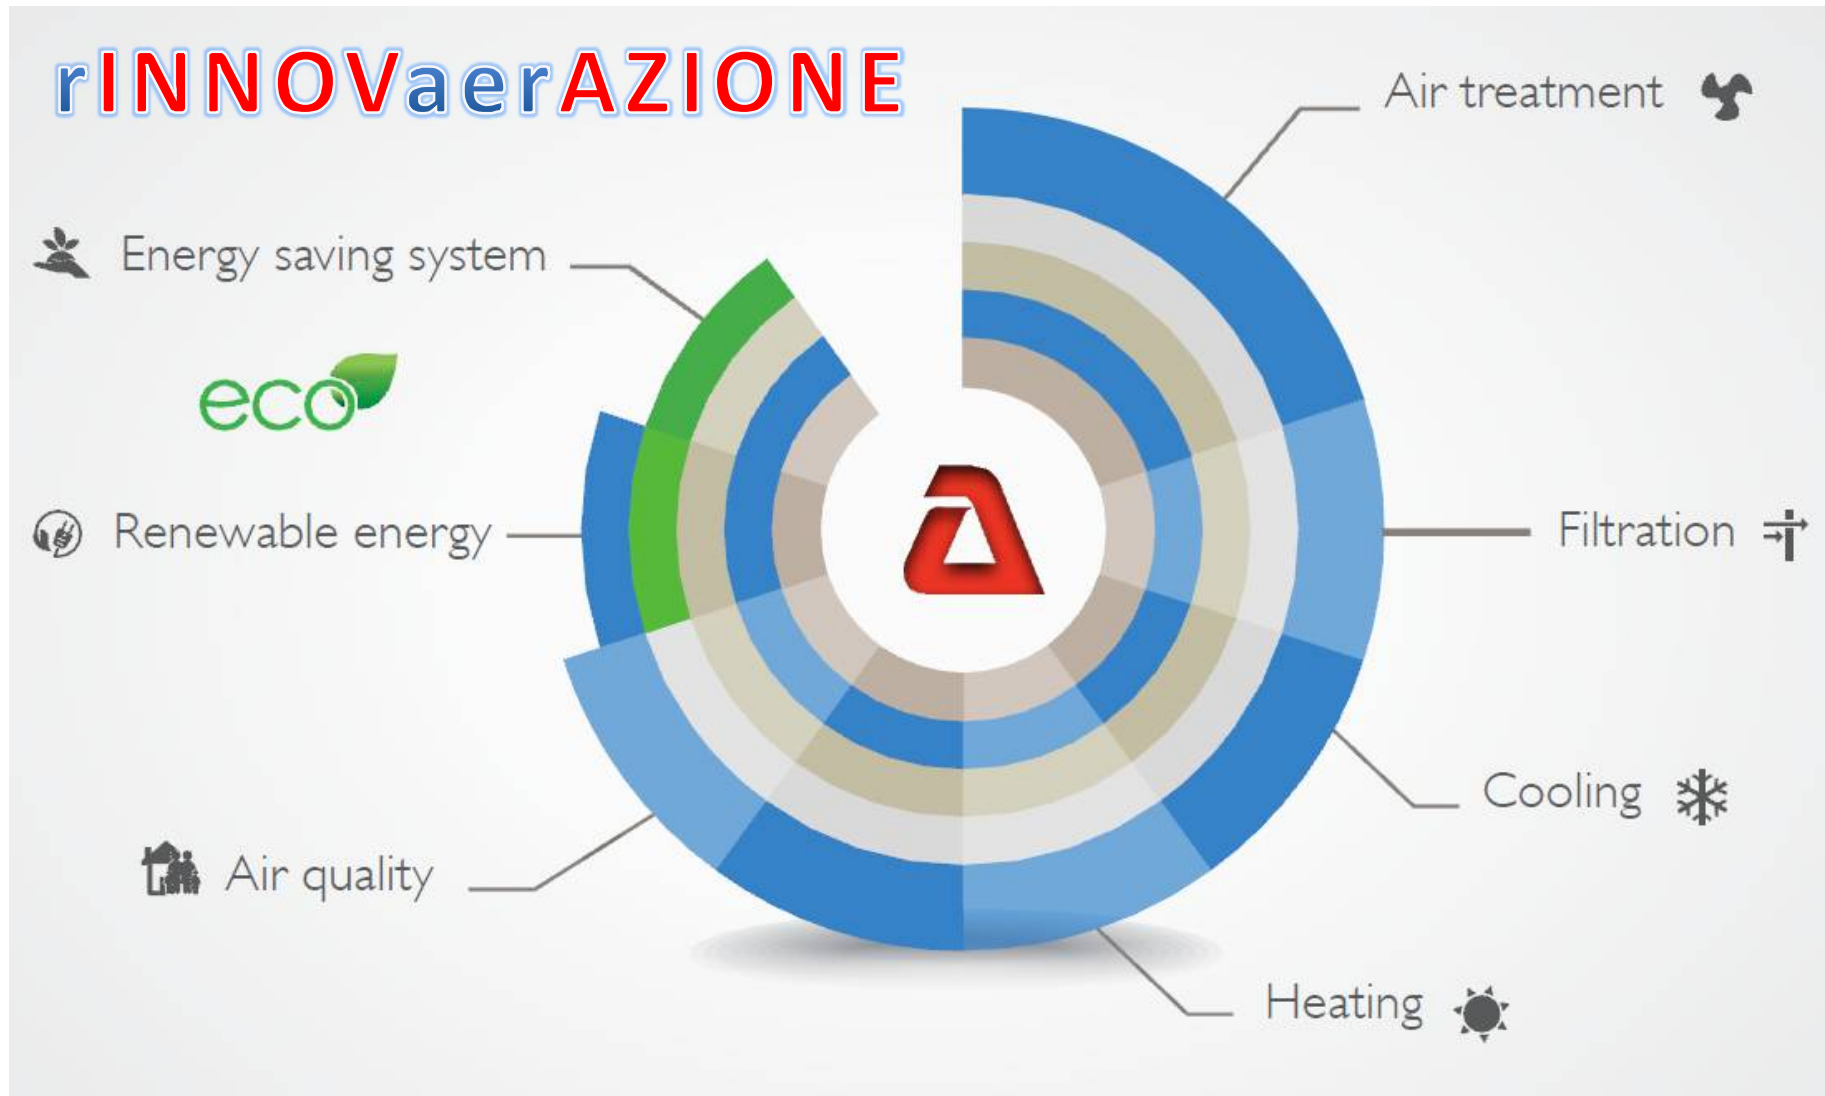 rINNOVaerAZIONE
Air treatment
Energy saving system
eco
Renewable energy
Filtration
Cooling
Air quality
Heating